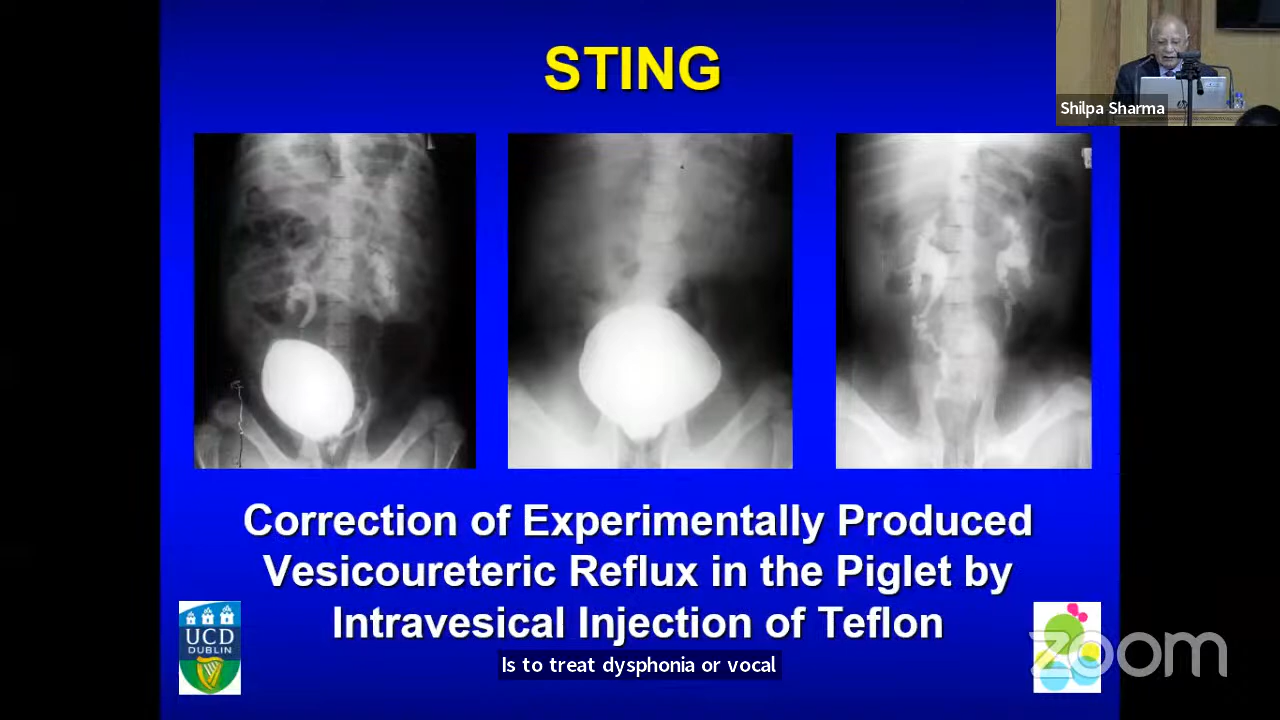 STING
Shilpa Sharma
Correction of Experimentally Produced
Vesicoureteric Reflux in the Piglet by
Intravesical Injection of Teflon
UCD
DUBLIN
Is to treat dysphonia or vocal
zoom